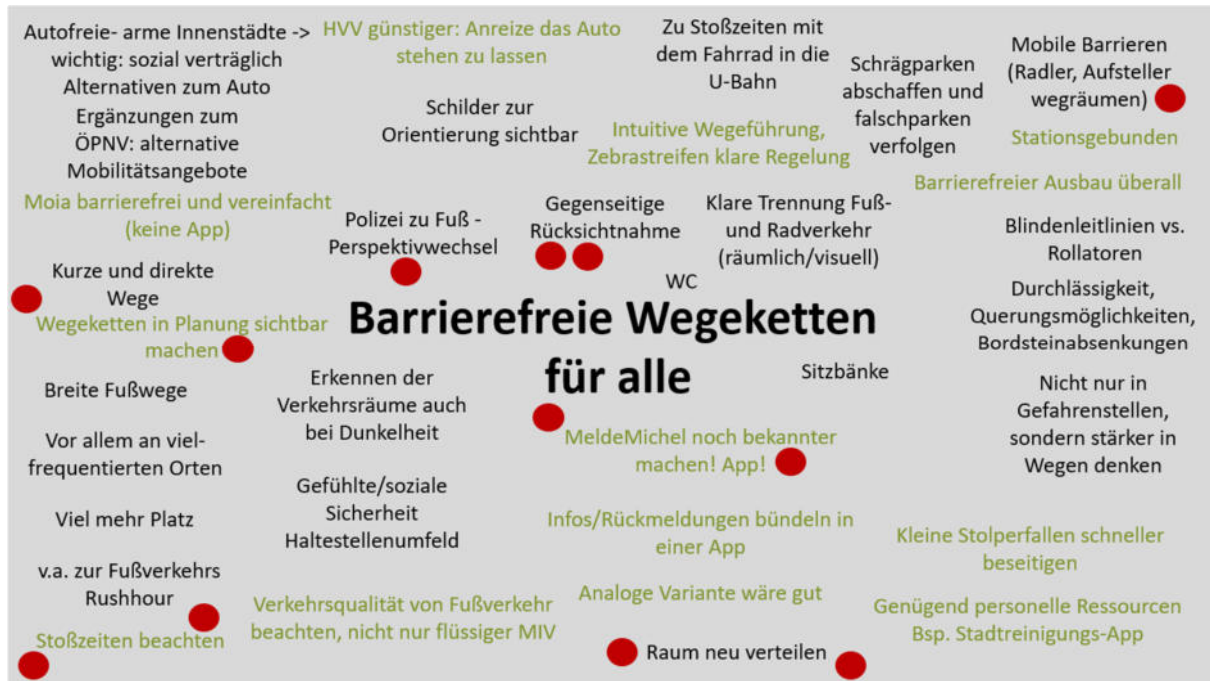 Autofreie- arme Innenstädte ->
wichtig: sozial verträglich
Alternativen zum Auto
Ergänzungen zum
ÖPNV: alternative
Mobilitätsangebote
Moia barrierefrei und vereinfacht
(keine App)
Kurze und direkte
Wege
Wegeketten in Planung sichtbar
machen
Breite Fußwege
Vor allem an viel-
frequentierten Orten
Viel mehr Platz
v.a. zur Fußverkehrs
Rushhour
Stoßzeiten beachten
HVV günstiger: Anreize das Auto
stehen zu lassen
Schilder zur
Orientierung sichtbar
Polizei zu Fuß -
Perspektivwechsel
Gegenseitige
Rücksichtnahme
Zu Stoßzeiten mit
dem Fahrrad in die
U-Bahn
Intuitive Wegeführung,
Zebrastreifen klare Regelung
Klare Trennung Fuß-
und Radverkehr
(räumlich/visuell)
WC
Schrägparken
abschaffen und
falschparken
verfolgen
Mobile Barrieren
(Radler, Aufsteller
wegräumen)
Stationsgebunden
Barrierefreier Ausbau überall
Blindenleitlinien vs.
Rollatoren
Durchlässigkeit,
Querungsmöglichkeiten,
Bordsteinabsenkungen
Barrierefreie Wegeketten
für alle
Sitzbänke
Nicht nur in
Gefahrenstellen,
sondern stärker in
Wegen denken
Erkennen der
Verkehrsräume auch
bei Dunkelheit
Gefühlte/soziale
Sicherheit
Haltestellenumfeld
Verkehrsqualität von Fußverkehr
beachten, nicht nur flüssiger MIV
MeldeMichel noch bekannter
machen! App!
Infos/Rückmeldungen bündeln in
einer App
Analoge Variante wäre gut
Raum neu verteilen
Kleine Stolperfallen schneller
beseitigen
Genügend personelle Ressourcen
Bsp. Stadtreinigungs-App